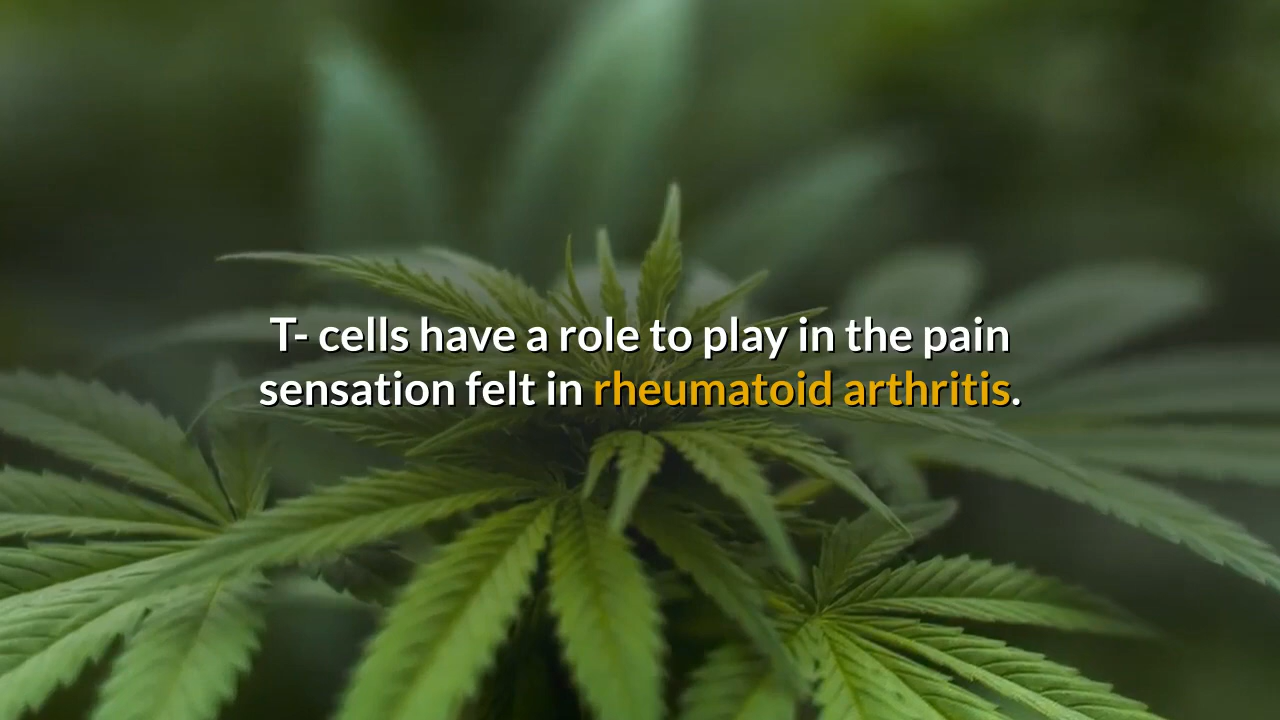 T- cells have a role to play in the pain
sensation felt in rheumatoid arthritis.